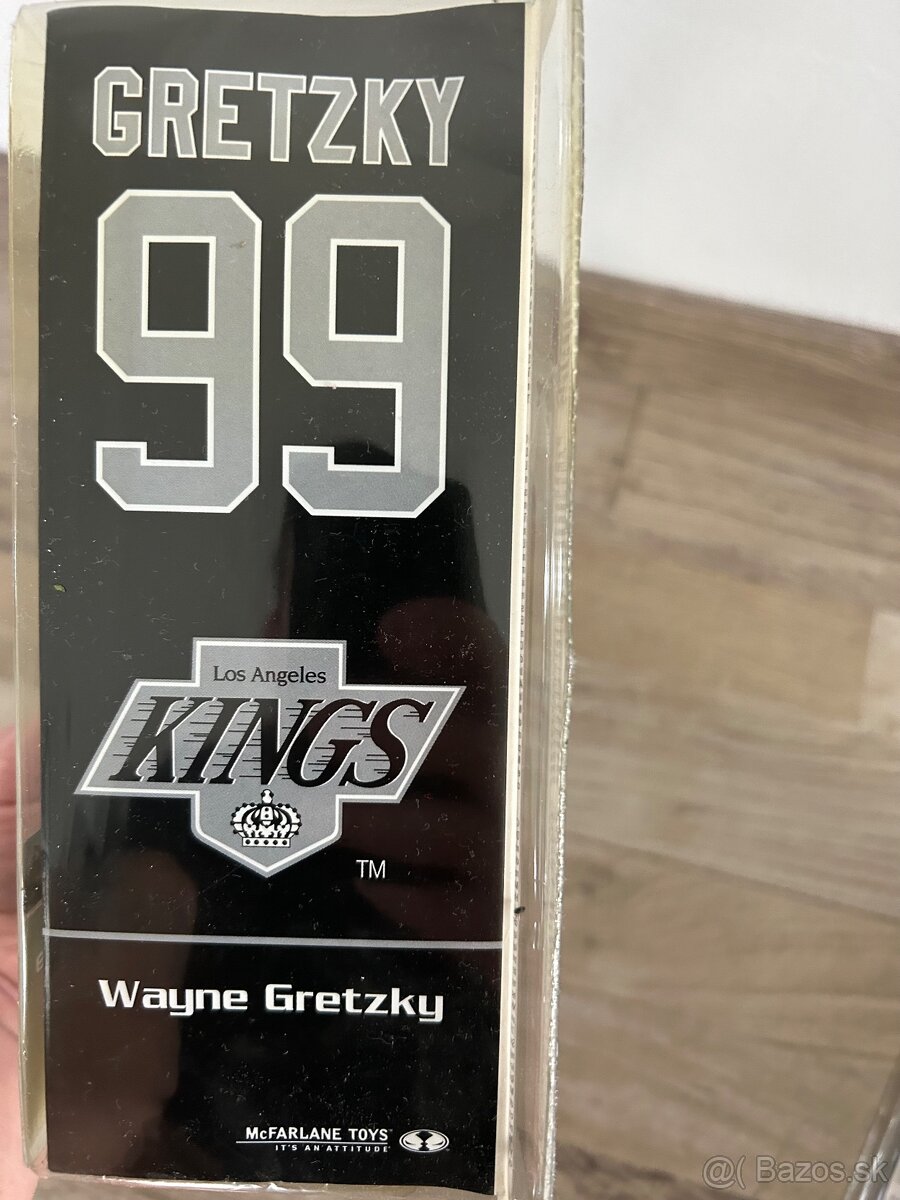 GRETZKY
99
Los Angeles
KINGS
TM
Wayne Gretzky
McFARLANE TOYS
IT'S AN ATTITUDE
@( Bazos.sk